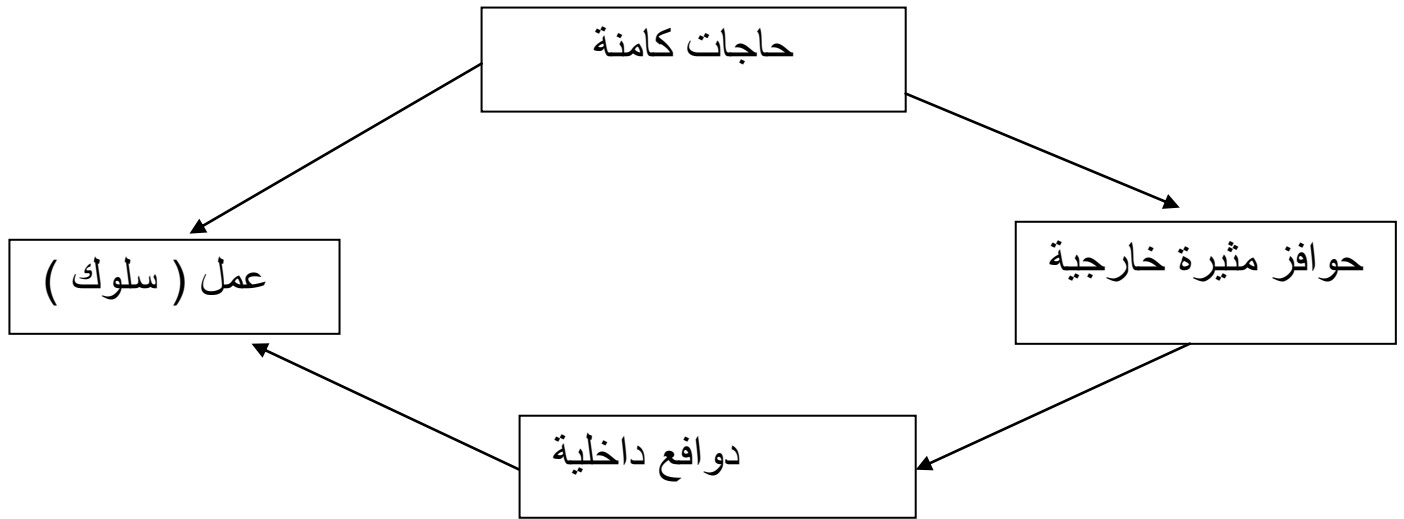 حاجات كامنة
حوافز مثيرة خارجية
عمل ( سلوك )
دوافع داخلية